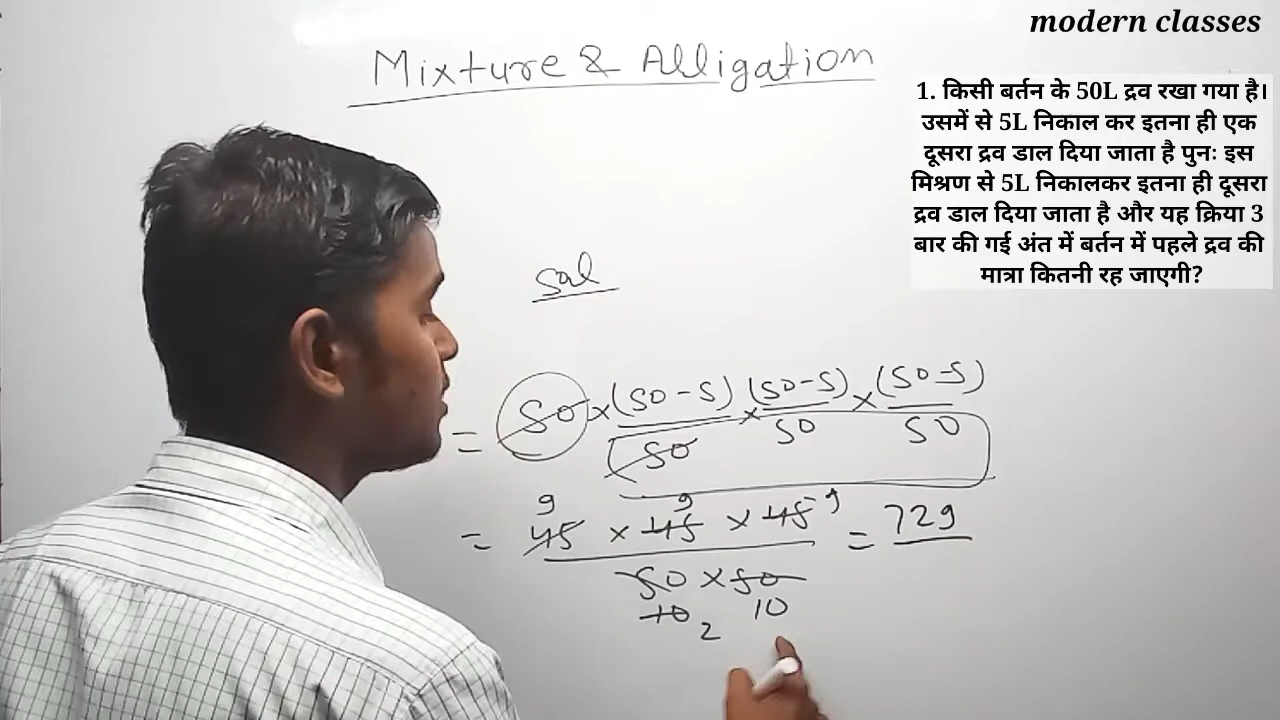 modern classes
Mixture & Alligation
1. किसी बर्तन के 50L द्रव रखा गया है।
उसमें से 5L निकाल कर इतना ही एक
दूसरा द्रव डाल दिया जाता है पुनः इस
मिश्रण से 5L निकालकर इतना ही दूसरा
द्रव डाल दिया जाता है और यह क्रिया 3
बार की गई अंत में बर्तन में पहले द्रव की
मात्रा कितनी रह जाएगी?
Sol
= 50 × (50-5) × (50-5) × (50-5)
50 50 50
9 9 9
= 45 × 45 × 45 = 729
50 × 50
10 2 10